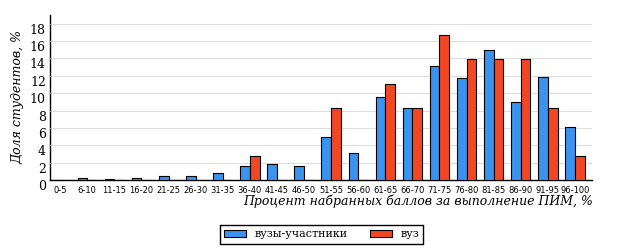 Доля студентов, %
18
16
14
12
10
8
6
4
2
0
0-5 6-10 11-15 16-20 21-25 26-30 31-35 36-40 41-45 46-50 51-55 56-60 61-65 66-70 71-75 76-80 81-85 86-90 91-95 96-100
Процент набранных баллов за выполнение ПИМ, %
вузы-участники вуз